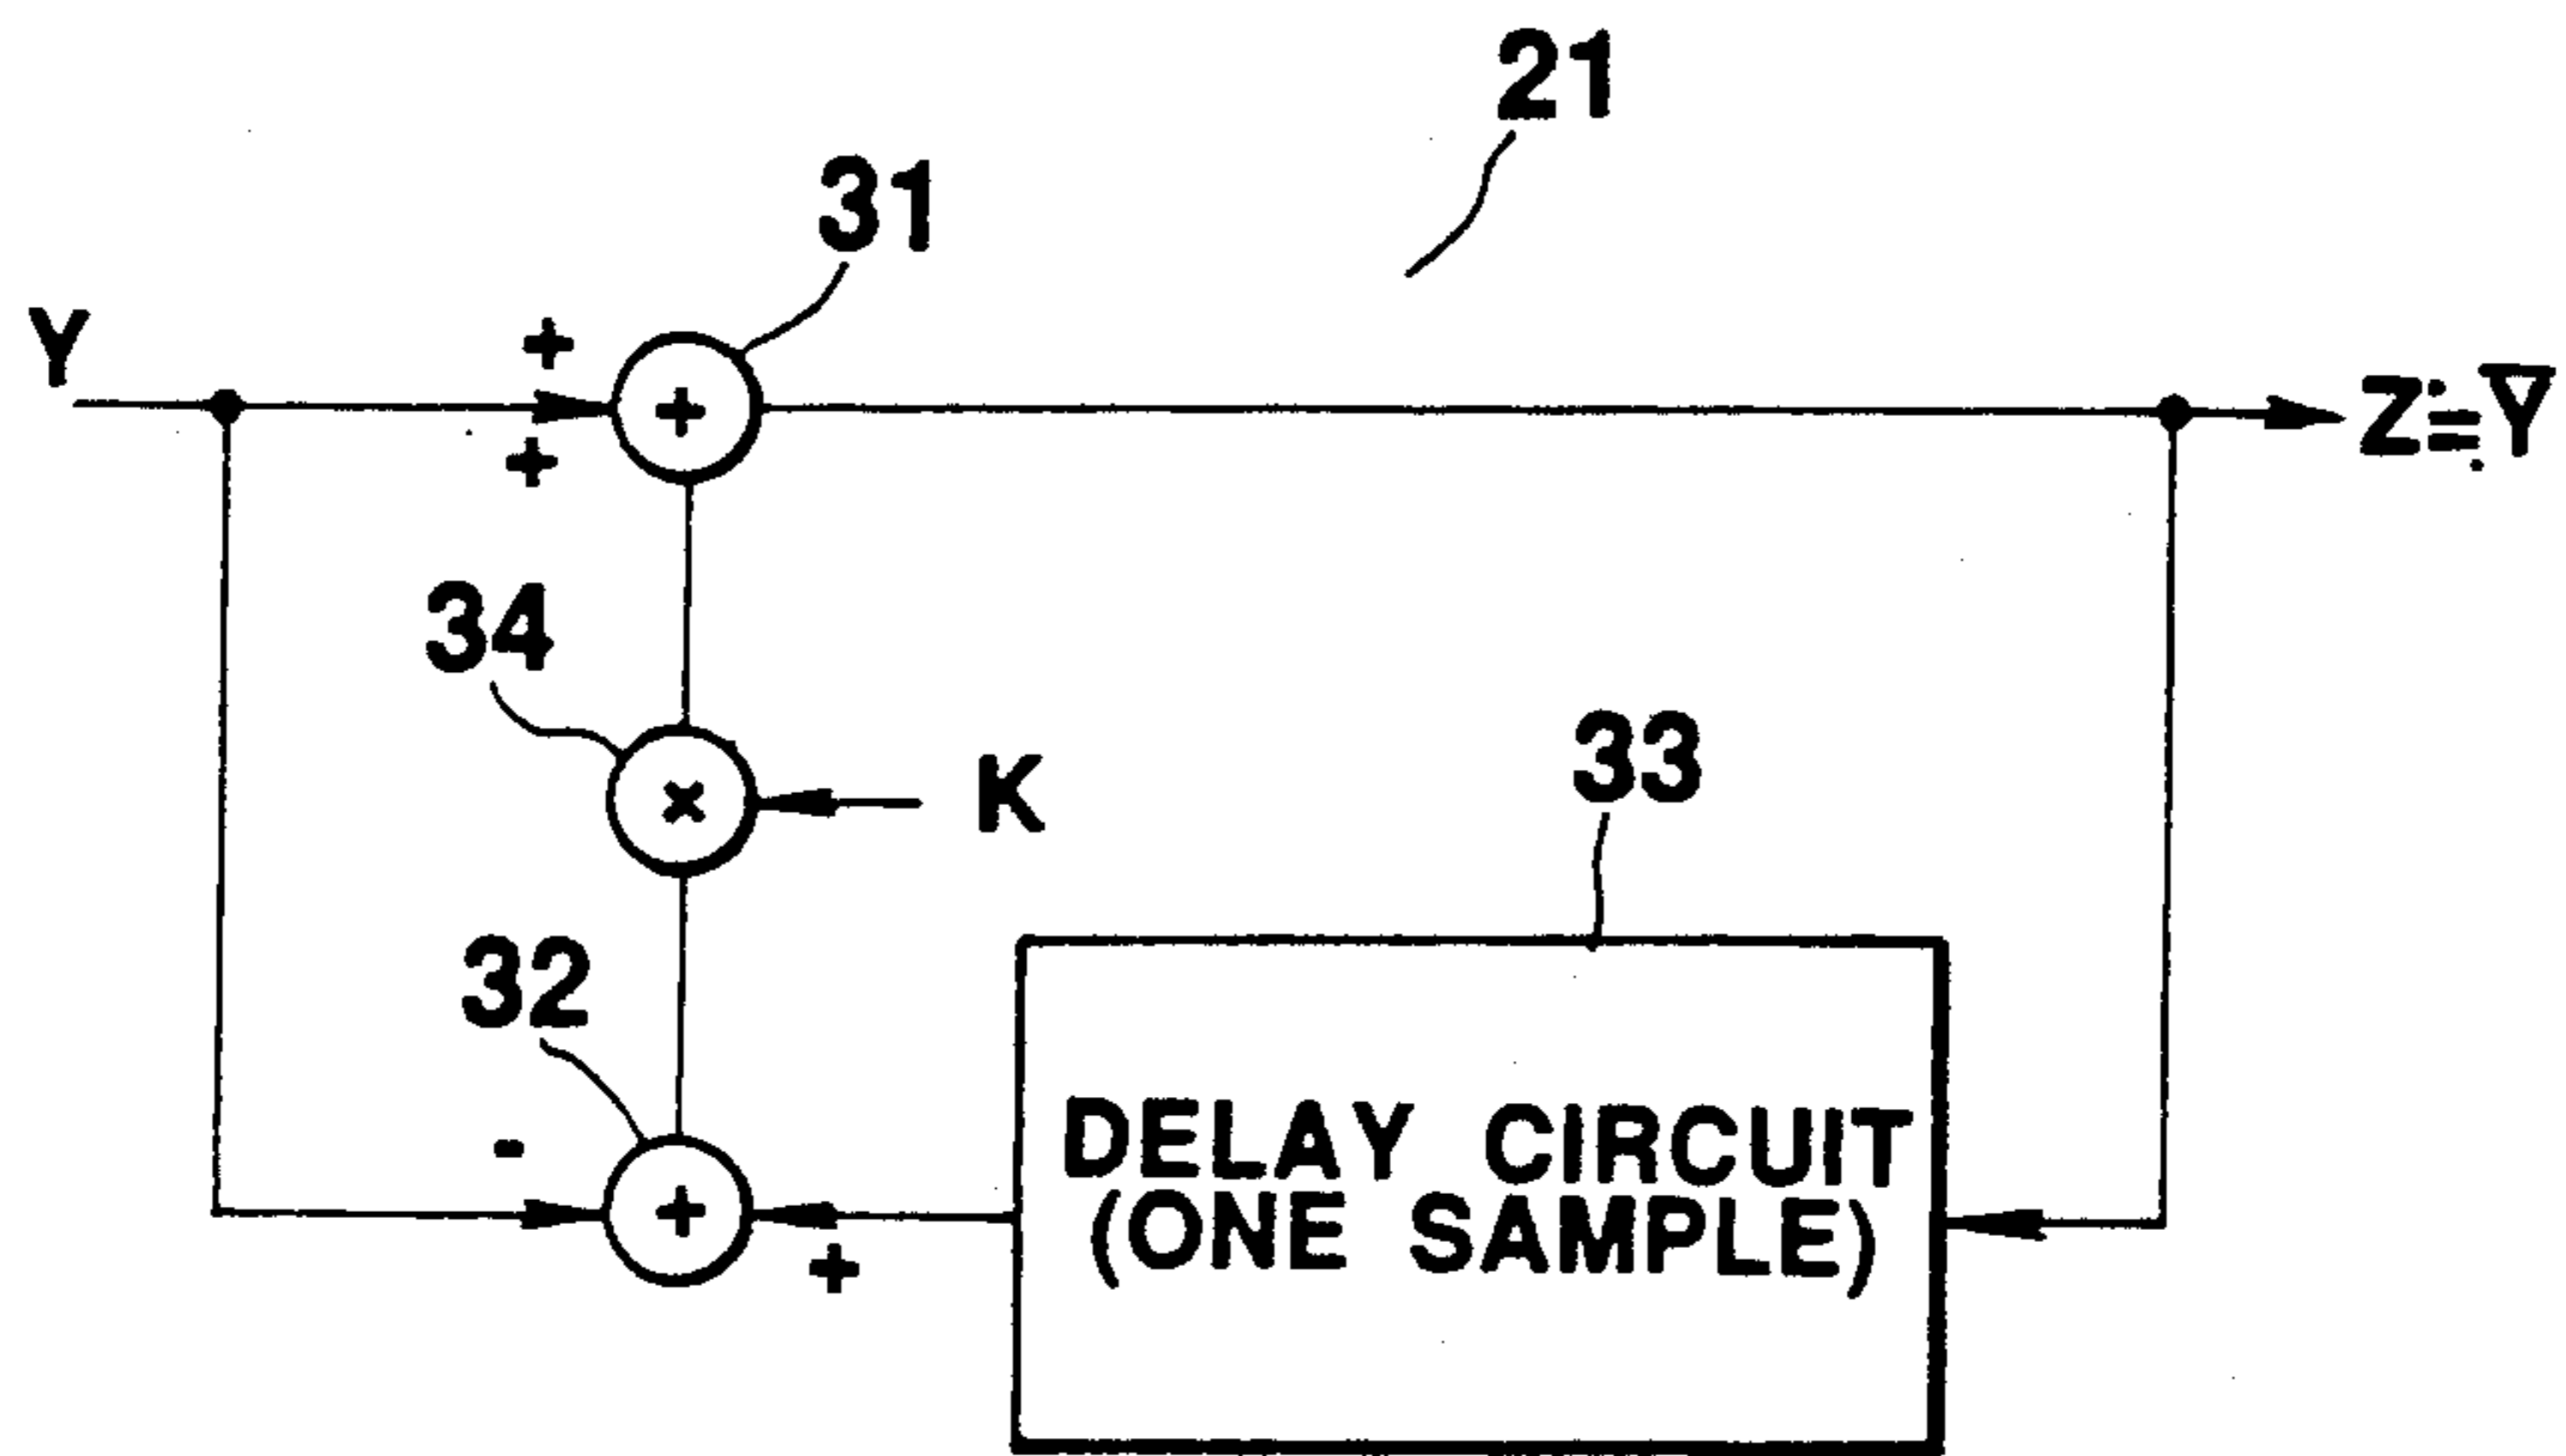 21
31
Y
+
+
+
Z≒Y̅
34
×
K
33
32
-
+
+
DELAY CIRCUIT
(ONE SAMPLE)